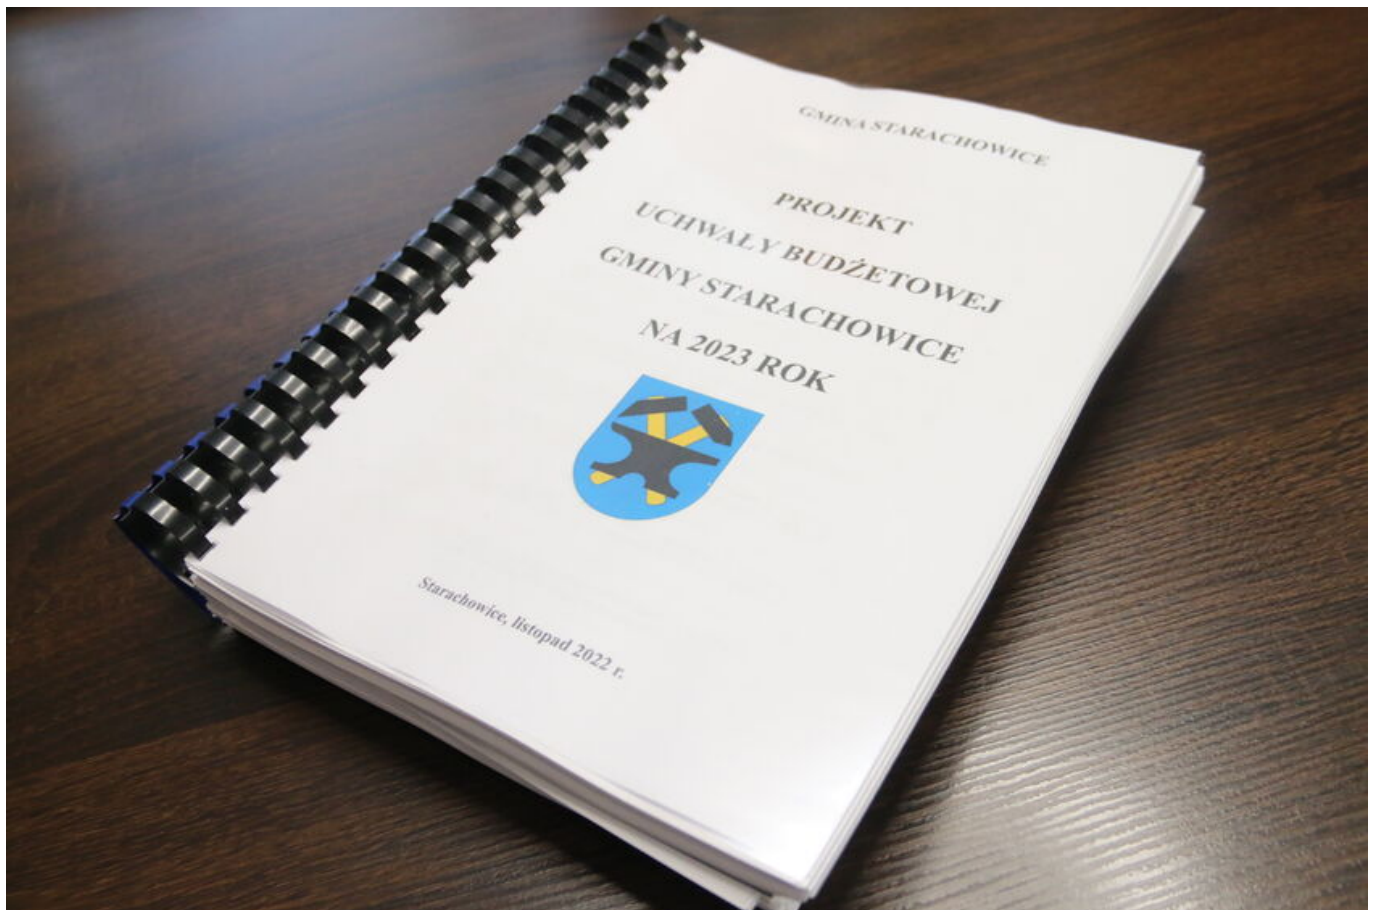 GMINA STARACHOWICE
PROJEKT
UCHWAŁY BUDŻETOWEJ
GMINY STARACHOWICE
NA 2023 ROK
Starachowice, listopad 2022 r.